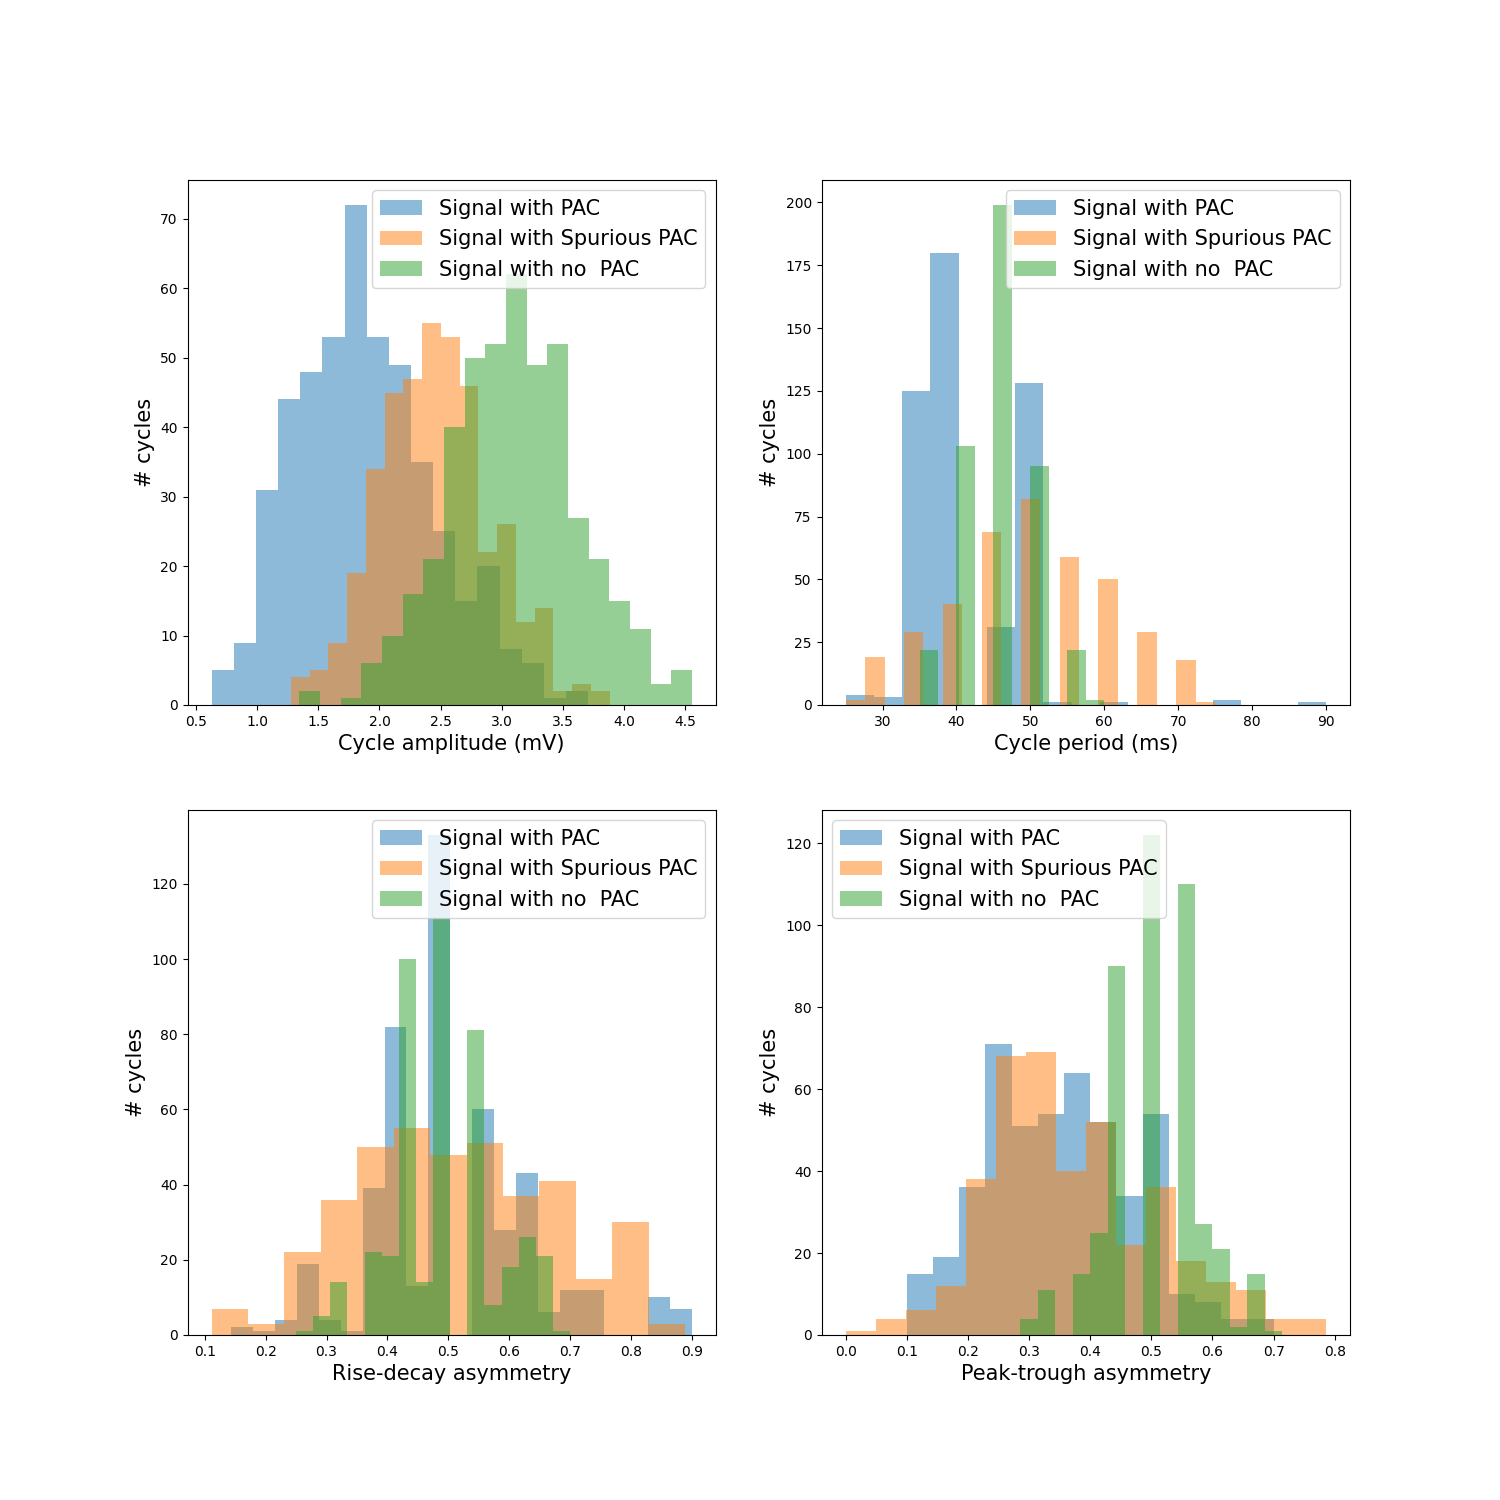 Signal with PAC
Signal with Spurious PAC
Signal with no  PAC
# cycles
70
60
50
40
30
20
10
0
0.5 1.0 1.5 2.0 2.5 3.0 3.5 4.0 4.5
Cycle amplitude (mV)
Signal with PAC
Signal with Spurious PAC
Signal with no  PAC
# cycles
200
175
150
125
100
75
50
25
0
30 40 50 60 70 80 90
Cycle period (ms)
Signal with PAC
Signal with Spurious PAC
Signal with no  PAC
# cycles
120
100
80
60
40
20
0
0.1 0.2 0.3 0.4 0.5 0.6 0.7 0.8 0.9
Rise-decay asymmetry
Signal with PAC
Signal with Spurious PAC
Signal with no  PAC
# cycles
120
100
80
60
40
20
0
0.0 0.1 0.2 0.3 0.4 0.5 0.6 0.7 0.8
Peak-trough asymmetry